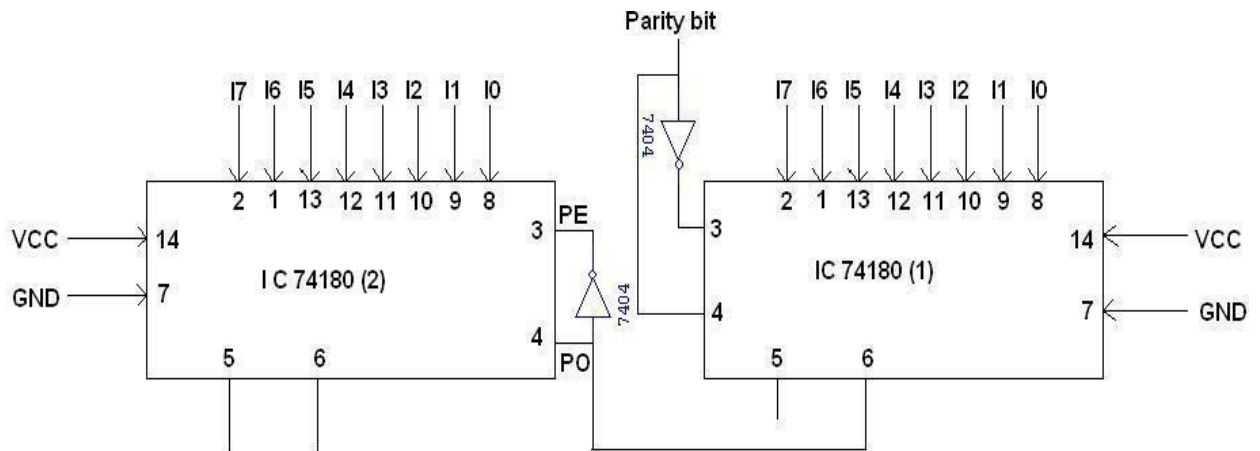 Parity bit
I7 I6 I5 I4 I3 I2 I1 I0
I7 I6 I5 I4 I3 I2 I1 I0
7404
2 1 13 12 11 10 9 8
2 1 13 12 11 10 9 8
PE
3
3
VCC
14
14
VCC
I C 74180 (2)
IC 74180 (1)
GND
7
7404
4
7
GND
4
PO
5 6
5 6